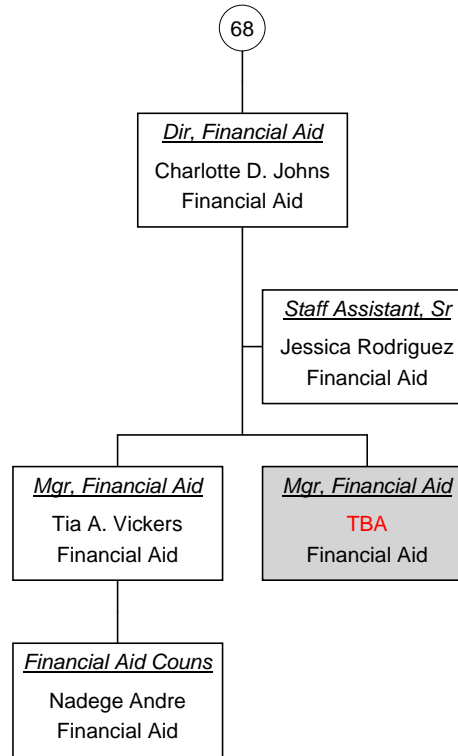 68
Dir, Financial Aid
Charlotte D. Johns
Financial Aid
Staff Assistant, Sr
Jessica Rodriguez
Financial Aid
Mgr, Financial Aid
Tia A. Vickers
Financial Aid
Mgr, Financial Aid
TBA
Financial Aid
Financial Aid Couns
Nadege Andre
Financial Aid